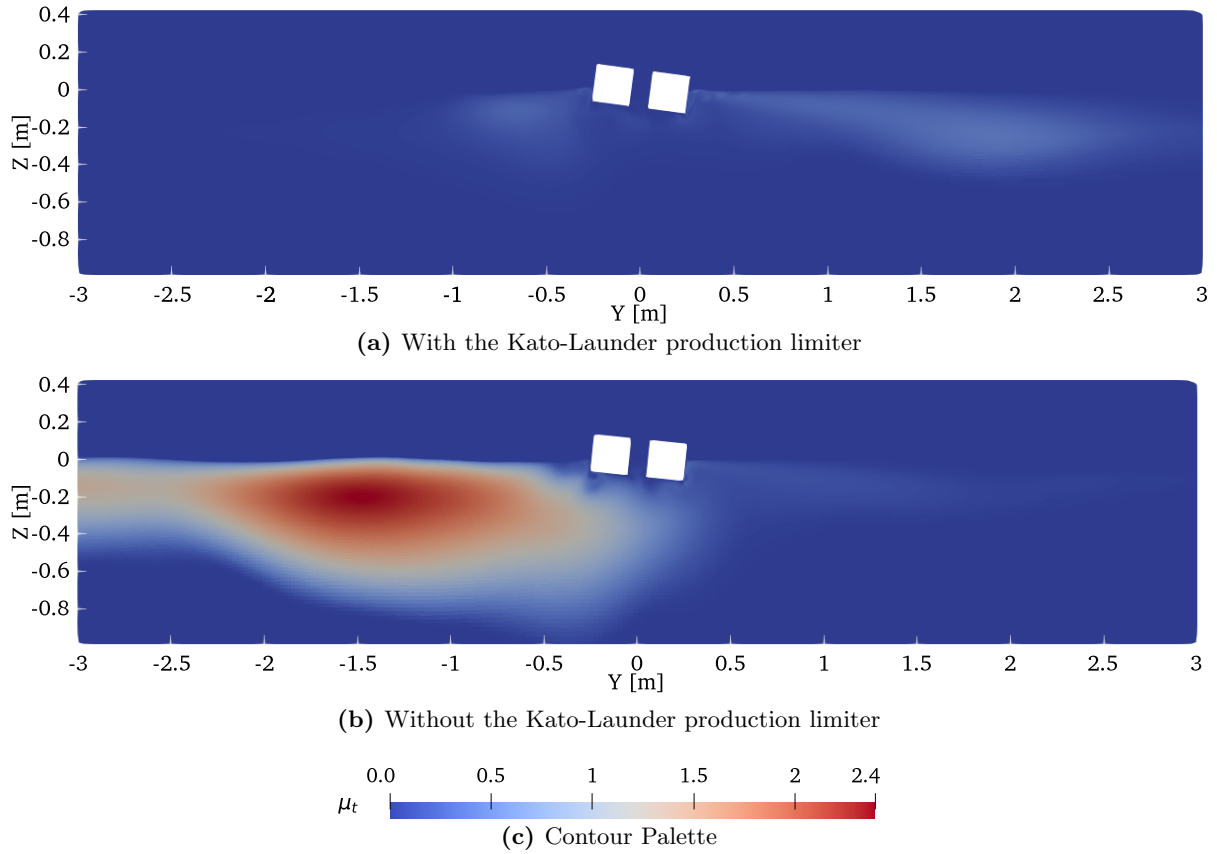 0.4
0.2
0
-0.2
-0.4
-0.6
-0.8
Z [m]
-3 -2.5 -2 -1.5 -1 -0.5 0 0.5 1 1.5 2 2.5 3
Y [m]
(a) With the Kato-Launder production limiter
0.4
0.2
0
-0.2
-0.4
-0.6
-0.8
Z [m]
-3 -2.5 -2 -1.5 -1 -0.5 0 0.5 1 1.5 2 2.5 3
Y [m]
(b) Without the Kato-Launder production limiter
0.0 0.5 1 1.5 2 2.4
μt
(c) Contour Palette